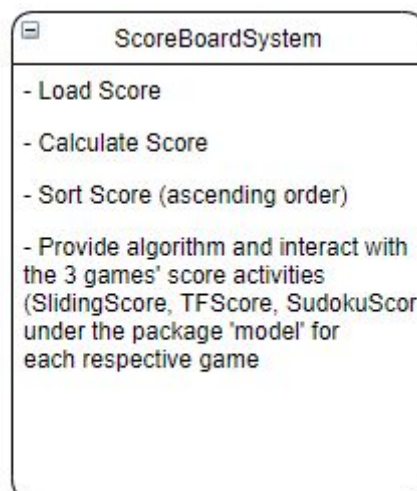 ScoreBoardSystem
- Load Score
- Calculate Score
- Sort Score (ascending order)
- Provide algorithm and interact with
the 3 games' score activities
(SlidingScore, TFScore, SudokuScor
under the package 'model' for
each respective game